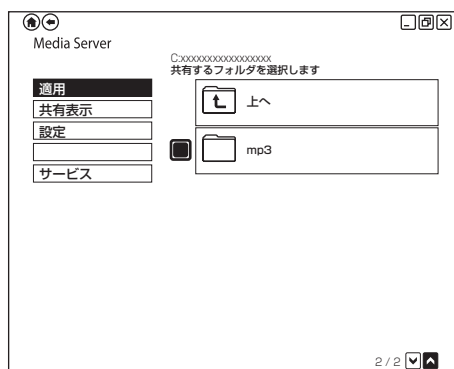 Media Server
C:xxxxxxxxxxxxxxxxx
共有するフォルダを選択します
適用
共有表示
設定
サービス
上へ
mp3
2/2